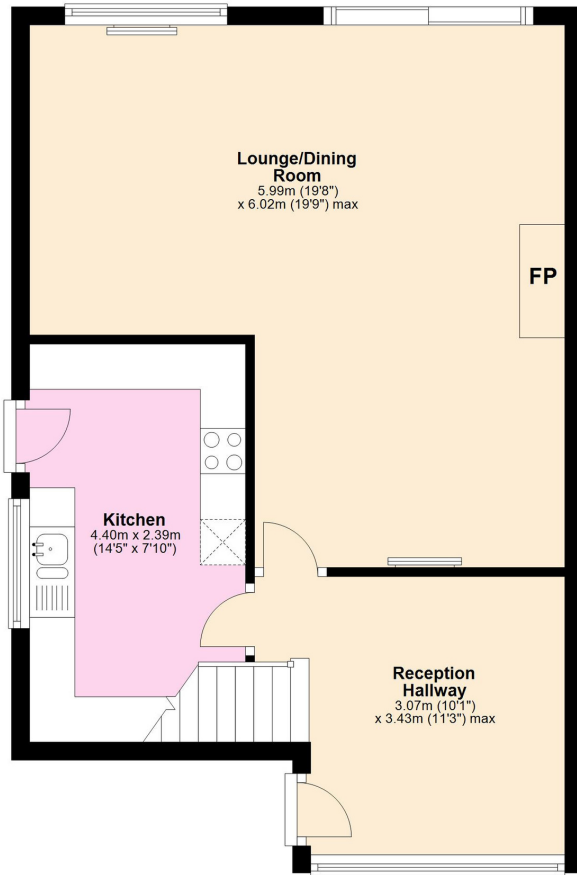 Lounge/Dining
Room
5.99m (19'8")
x 6.02m (19'9") max
FP
Kitchen
4.40m x 2.39m
(14'5" x 7'10")
Reception
Hallway
3.07m (10'1")
x 3.43m (11'3") max